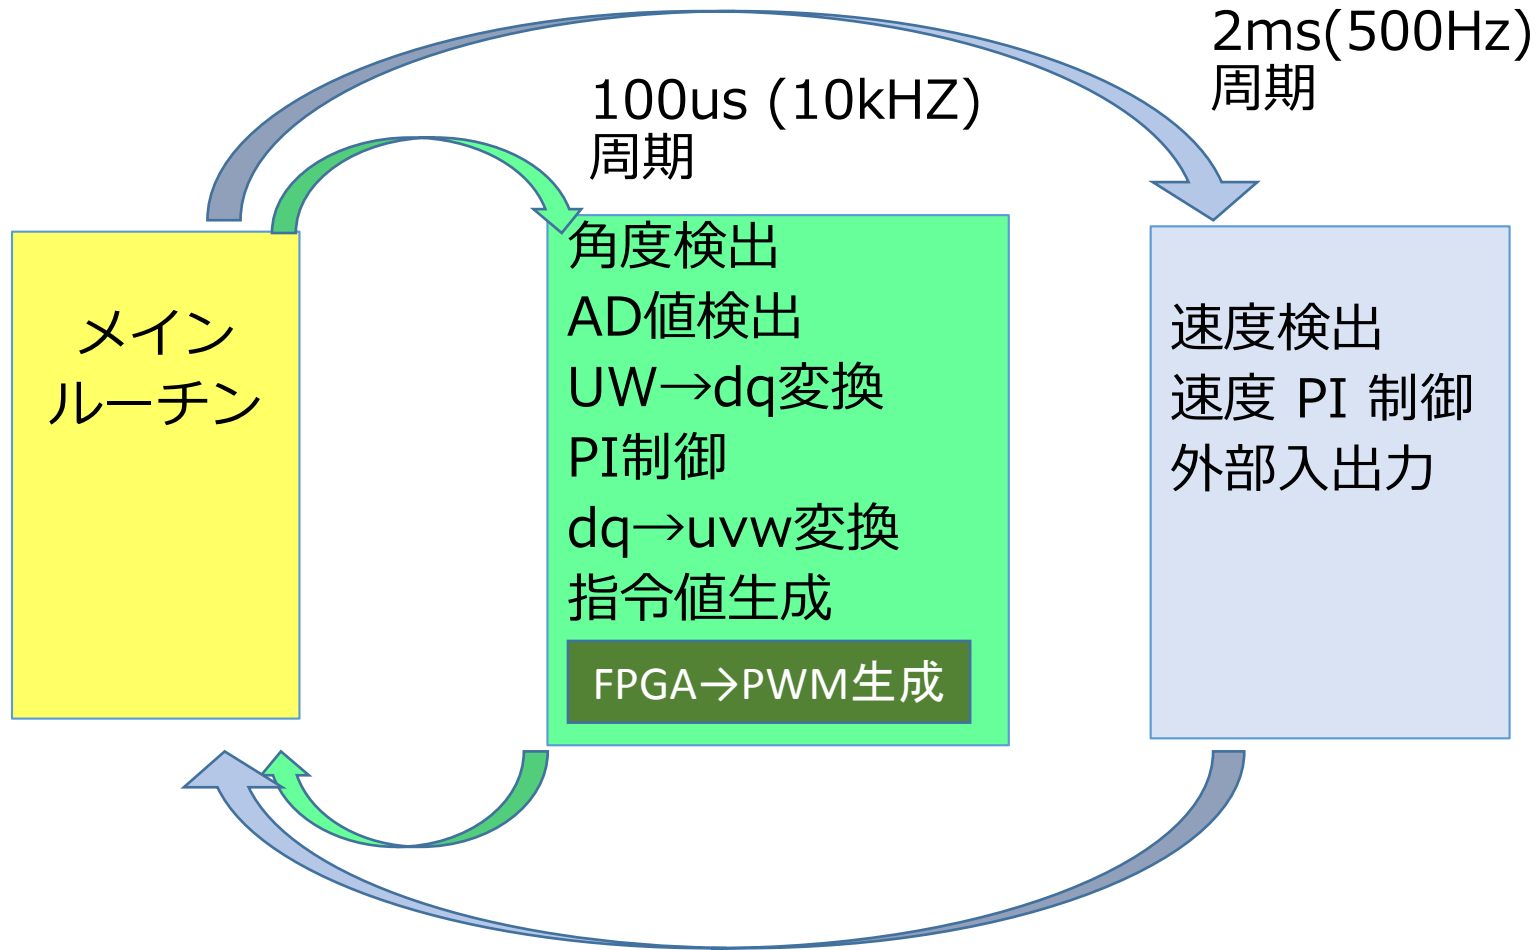 2ms(500Hz)
周期
100us (10kHZ)
周期
メイン
ルーチン
角度検出
AD値検出
UW→dq変換
PI制御
dq→uvw変換
指令値生成
FPGA→PWM生成
速度検出
速度 PI 制御
外部入出力